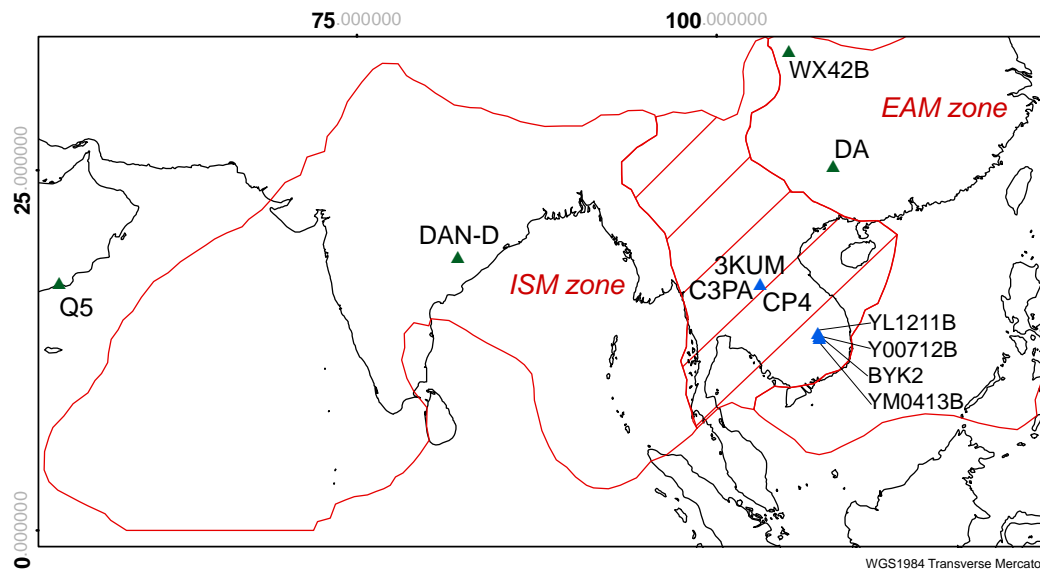 75.000000
100.000000
WX42B
EAM zone
DA
25.000000
DAN-D
3KUM
ISM zone
C3PA
CP4
Q5
YL1211B
Y00712B
BYK2
YM0413B
0.000000
WGS1984 Transverse Mercato